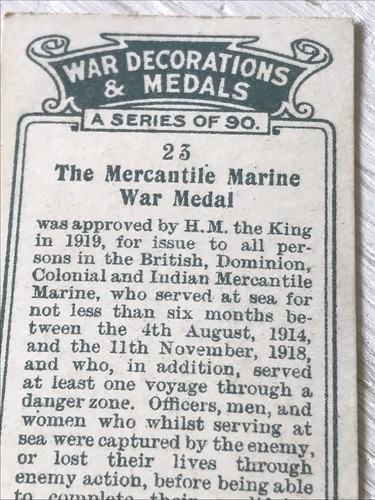 WAR DECORATIONS
& MEDALS
A SERIES OF 90.
23
The Mercantile Marine
War Medal
was approved by H.M. the King
in 1919, for issue to all per-
sons in the British, Dominion,
Colonial and Indian Mercantile
Marine, who served at sea for
not less than six months be-
tween the 4th August, 1914,
and the 11th November, 1918,
and who, in addition, served
at least one voyage through a
danger zone. Officers, men, and
women who whilst serving at
sea were captured by the enemy,
or lost their lives through
enemy action, before being able
to complete their